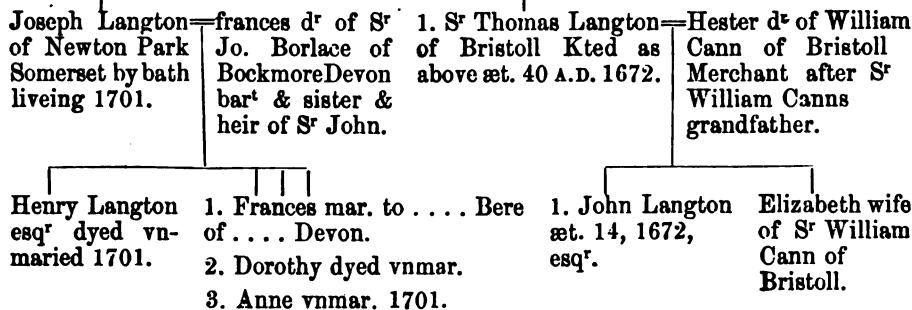 Joseph Langton
of Newton Park
Somerset by bath
liveing 1701.
frances dʳ of Sʳ
Jo. Borlace of
Bockmore Devon
barᵗ & sister &
heir of Sʳ John.
1. Sʳ Thomas Langton
of Bristoll Kted as
above æt. 40 A.D. 1672.
Hester dʳ of William
Cann of Bristoll
Merchant after Sʳ
William Canns
grandfather.
Henry Langton
esqʳ dyed vn-
maried 1701.
1. Frances mar. to .... Bere
of .... Devon.
2. Dorothy dyed vnmar.
3. Anne vnmar. 1701.
1. John Langton
æt. 14, 1672,
esqʳ.
Elizabeth wife
of Sʳ William
Cann of
Bristoll.